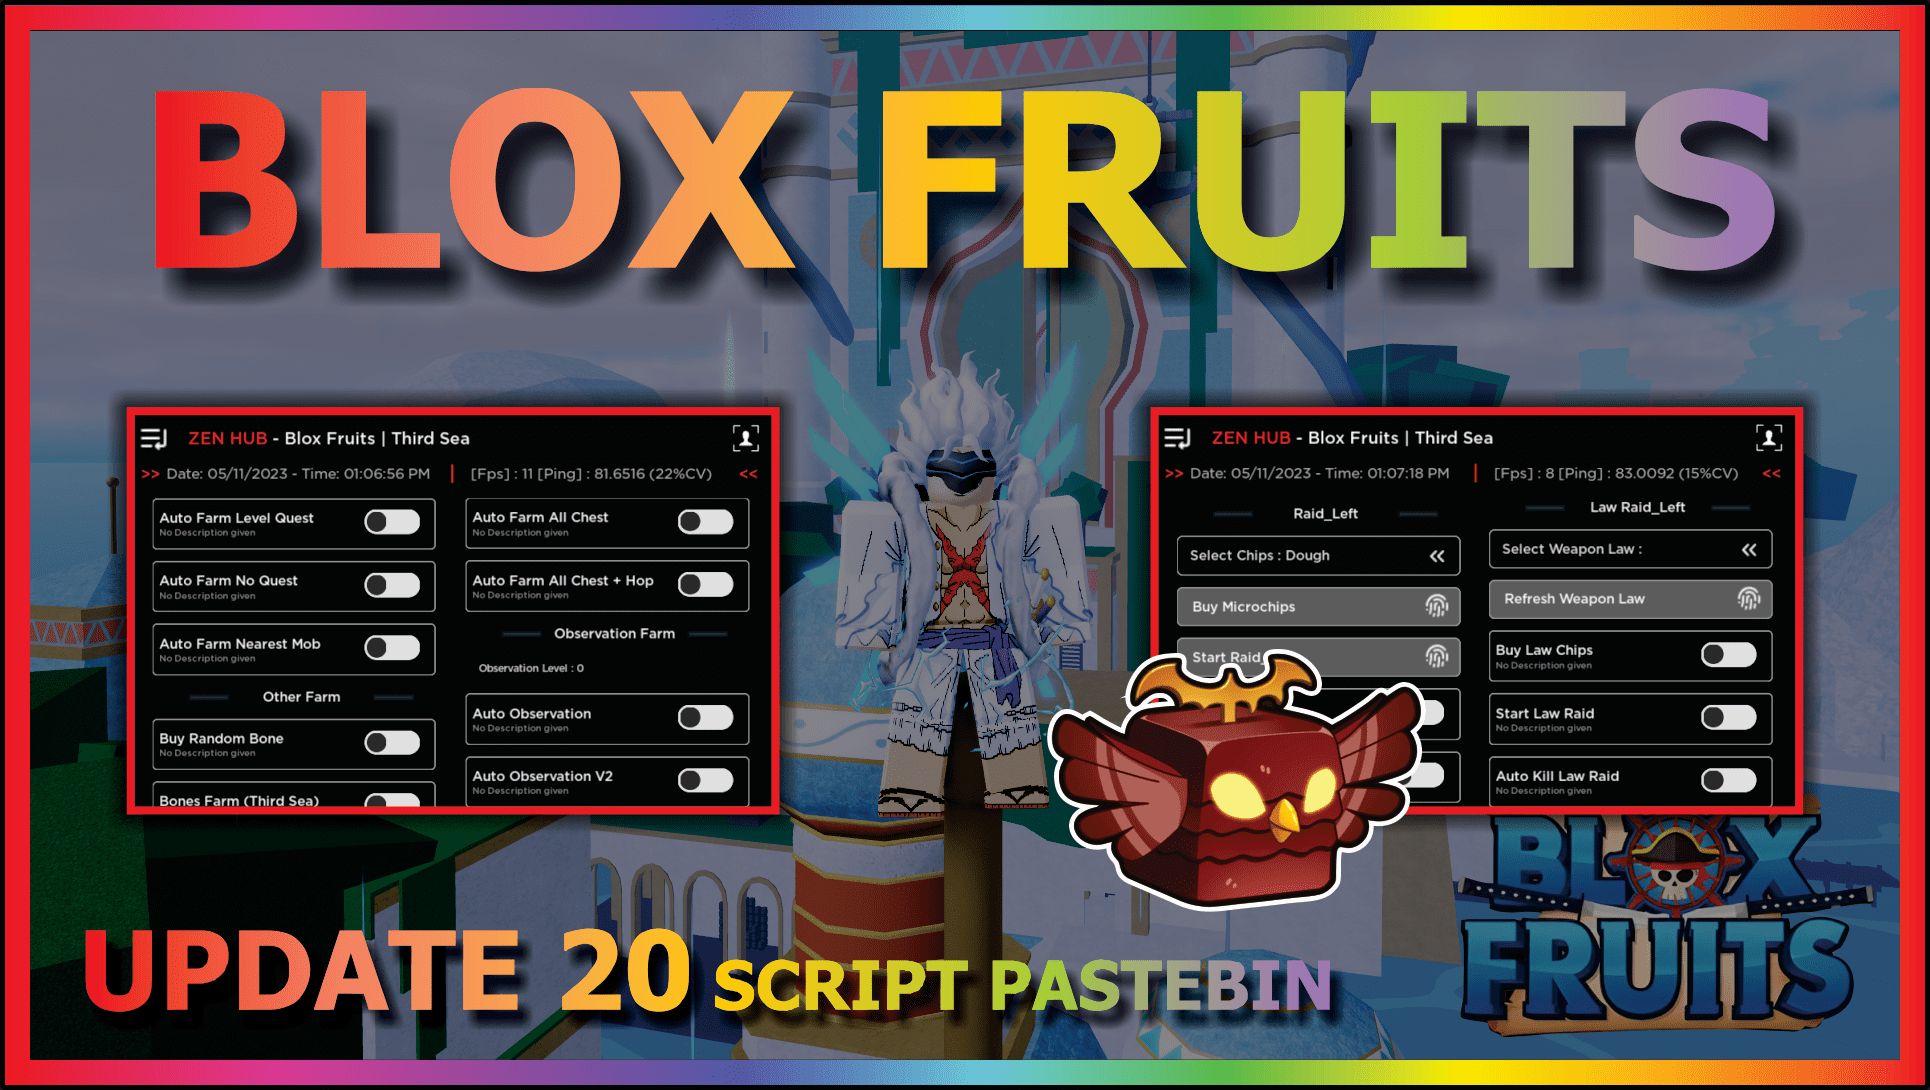 BLOX FRUITS
ZEN HUB - Blox Fruits | Third Sea
>> Date: 05/11/2023 - Time: 01:06:56 PM | [Fps] : 11 [Ping] : 81.6516 (22%CV) <<
Auto Farm Level Quest
No Description given
Auto Farm No Quest
No Description given
Auto Farm Nearest Mob
No Description given
Other Farm
Buy Random Bone
No Description given
Bones Farm (Third Sea)
Auto Farm All Chest
No Description given
Auto Farm All Chest + Hop
No Description given
Observation Farm
Observation Level : 0
Auto Observation
No Description given
Auto Observation V2
No Description given
ZEN HUB - Blox Fruits | Third Sea
>> Date: 05/11/2023 - Time: 01:07:18 PM | [Fps] : 8 [Ping] : 83.0092 (15%CV) <<
Raid_Left
Select Chips : Dough
Buy Microchips
Start Raid
Law Raid_Left
Select Weapon Law :
Refresh Weapon Law
Buy Law Chips
No Description given
Start Law Raid
No Description given
Auto Kill Law Raid
No Description given
BLOX
FRUITS
UPDATE 20 SCRIPT PASTEBIN